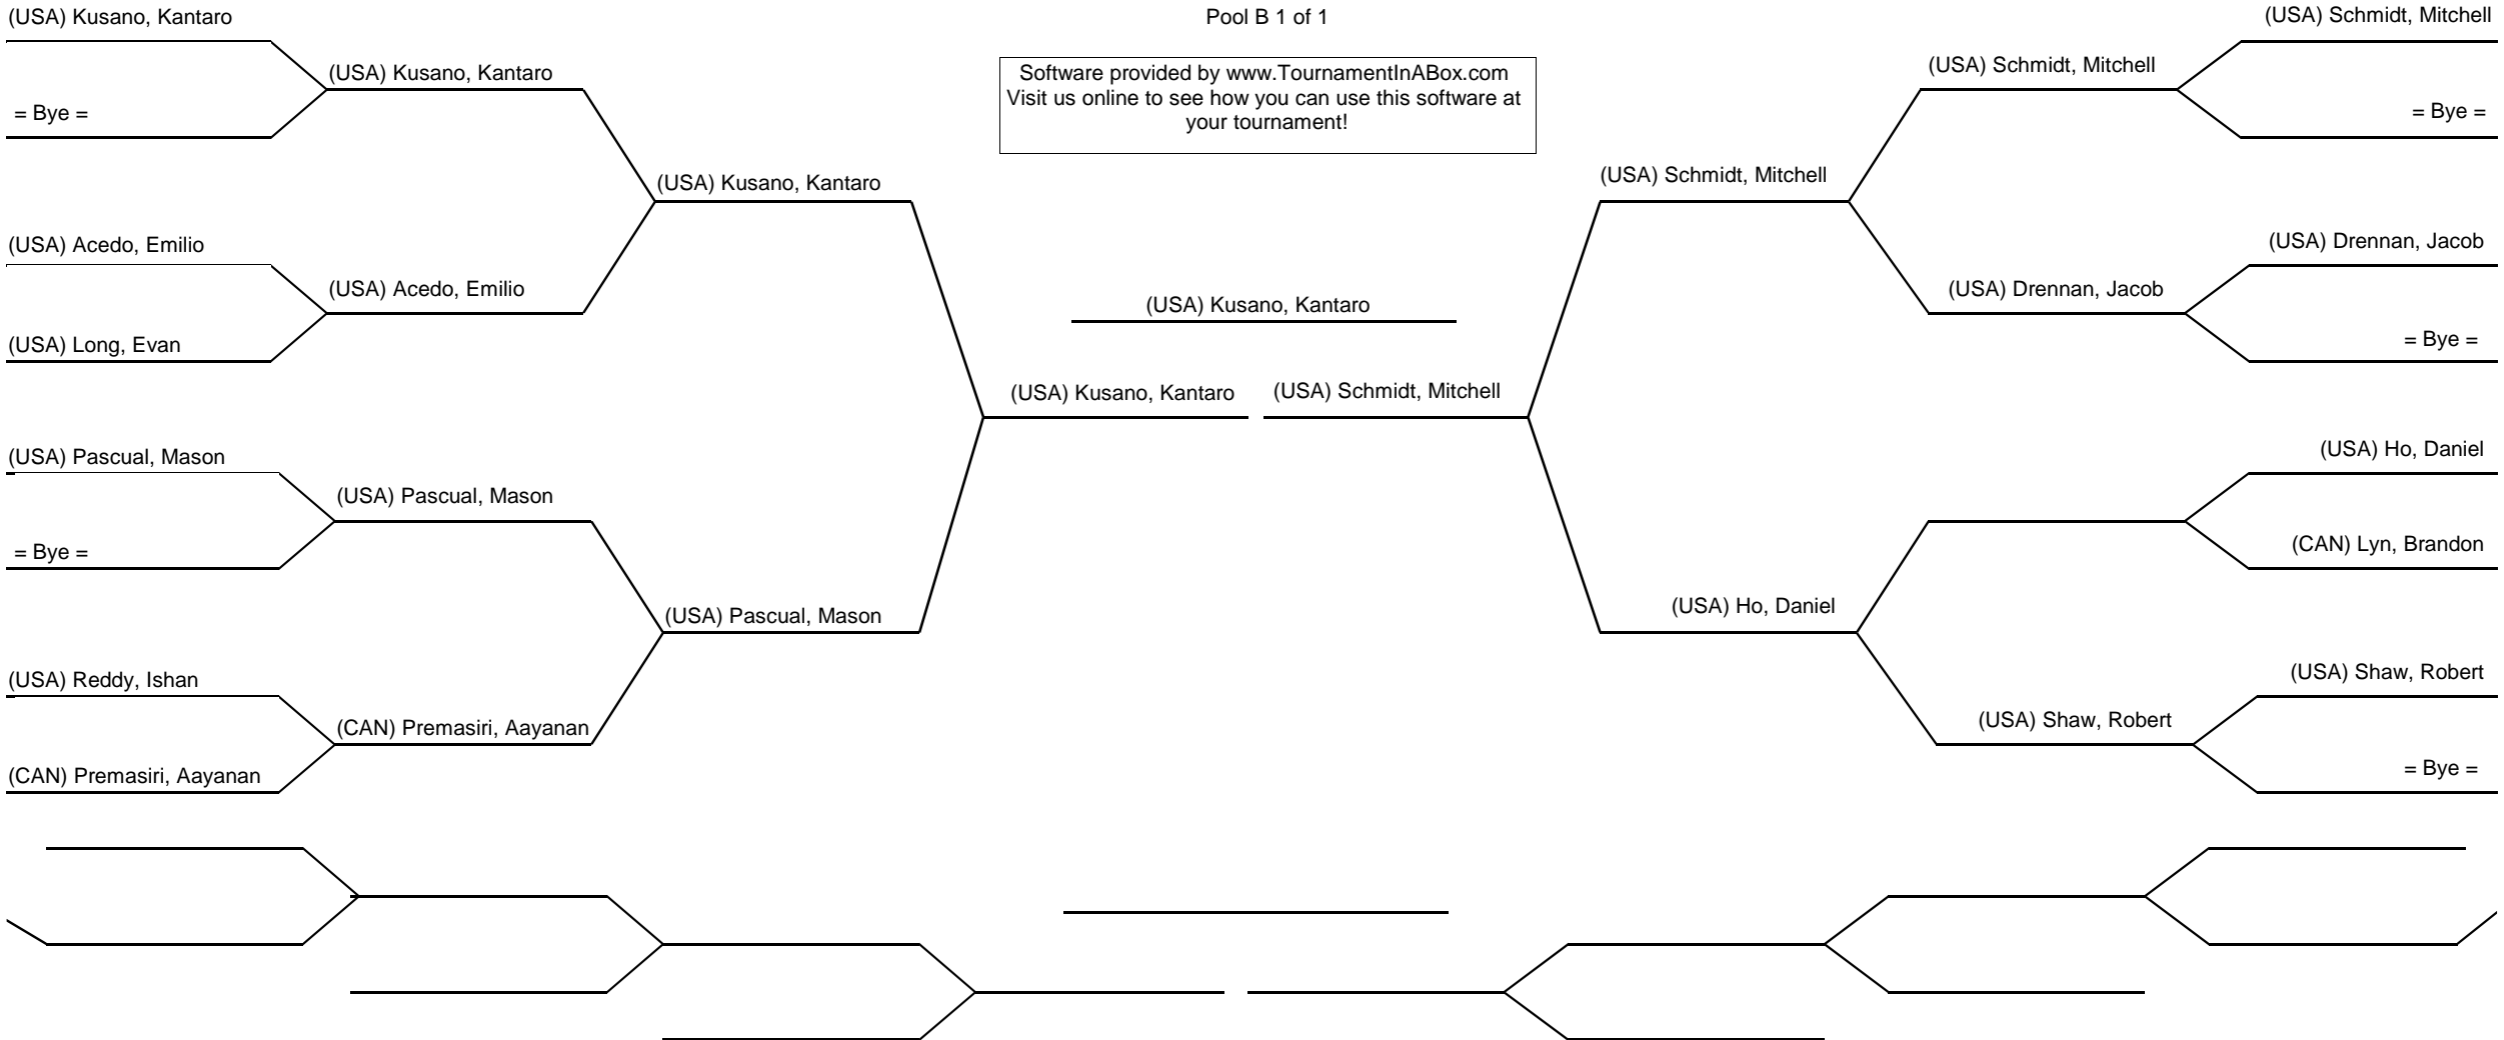 (USA) Kusano, Kantaro
= Bye =
(USA) Acedo, Emilio
(USA) Long, Evan
(USA) Pascual, Mason
= Bye =
(USA) Reddy, Ishan
(CAN) Premasiri, Aayanan
(USA) Kusano, Kantaro
(USA) Acedo, Emilio
(USA) Pascual, Mason
(CAN) Premasiri, Aayanan
(USA) Kusano, Kantaro
(USA) Pascual, Mason
Pool B 1 of 1
Software provided by www.TournamentInABox.com
Visit us online to see how you can use this software at
your tournament!
(USA) Kusano, Kantaro
(USA) Kusano, Kantaro
(USA) Schmidt, Mitchell
(USA) Schmidt, Mitchell
(USA) Ho, Daniel
(USA) Schmidt, Mitchell
(USA) Drennan, Jacob
(USA) Shaw, Robert
(USA) Schmidt, Mitchell
= Bye =
(USA) Drennan, Jacob
= Bye =
(USA) Ho, Daniel
(CAN) Lyn, Brandon
(USA) Shaw, Robert
= Bye =